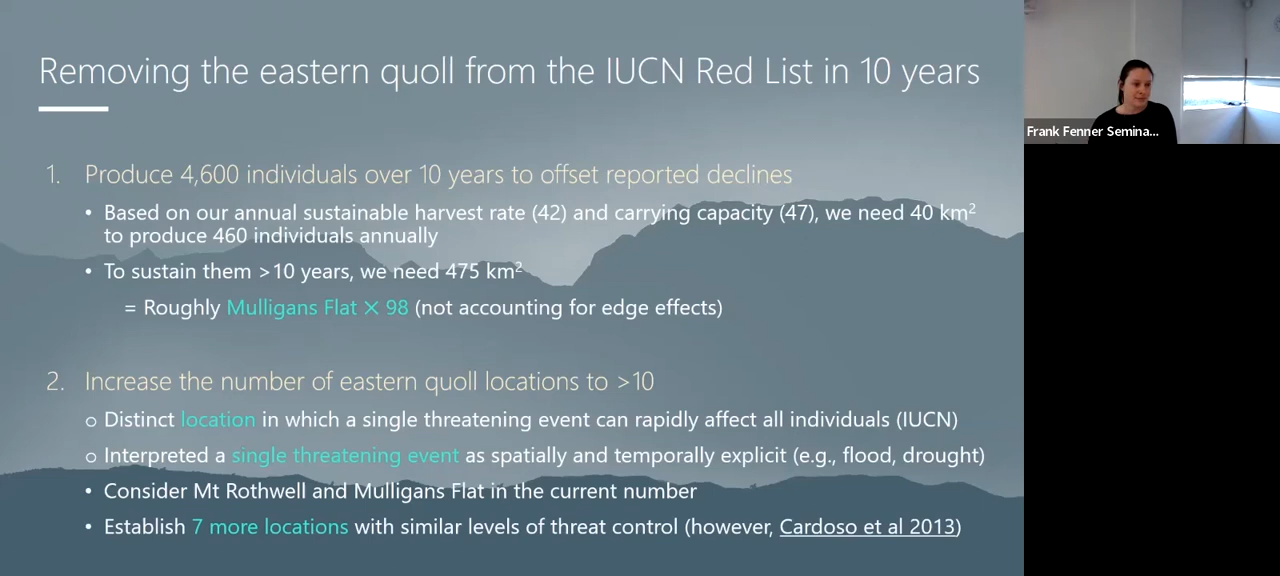 Removing the eastern quoll from the IUCN Red List in 10 years
1. Produce 4,600 individuals over 10 years to offset reported declines
• Based on our annual sustainable harvest rate (42) and carrying capacity (47), we need 40 km²
to produce 460 individuals annually
• To sustain them >10 years, we need 475 km²
= Roughly Mulligans Flat × 98 (not accounting for edge effects)
2. Increase the number of eastern quoll locations to >10
o Distinct location in which a single threatening event can rapidly affect all individuals (IUCN)
o Interpreted a single threatening event as spatially and temporally explicit (e.g., flood, drought)
• Consider Mt Rothwell and Mulligans Flat in the current number
• Establish 7 more locations with similar levels of threat control (however, Cardoso et al 2013)
Frank Fenner Semina...